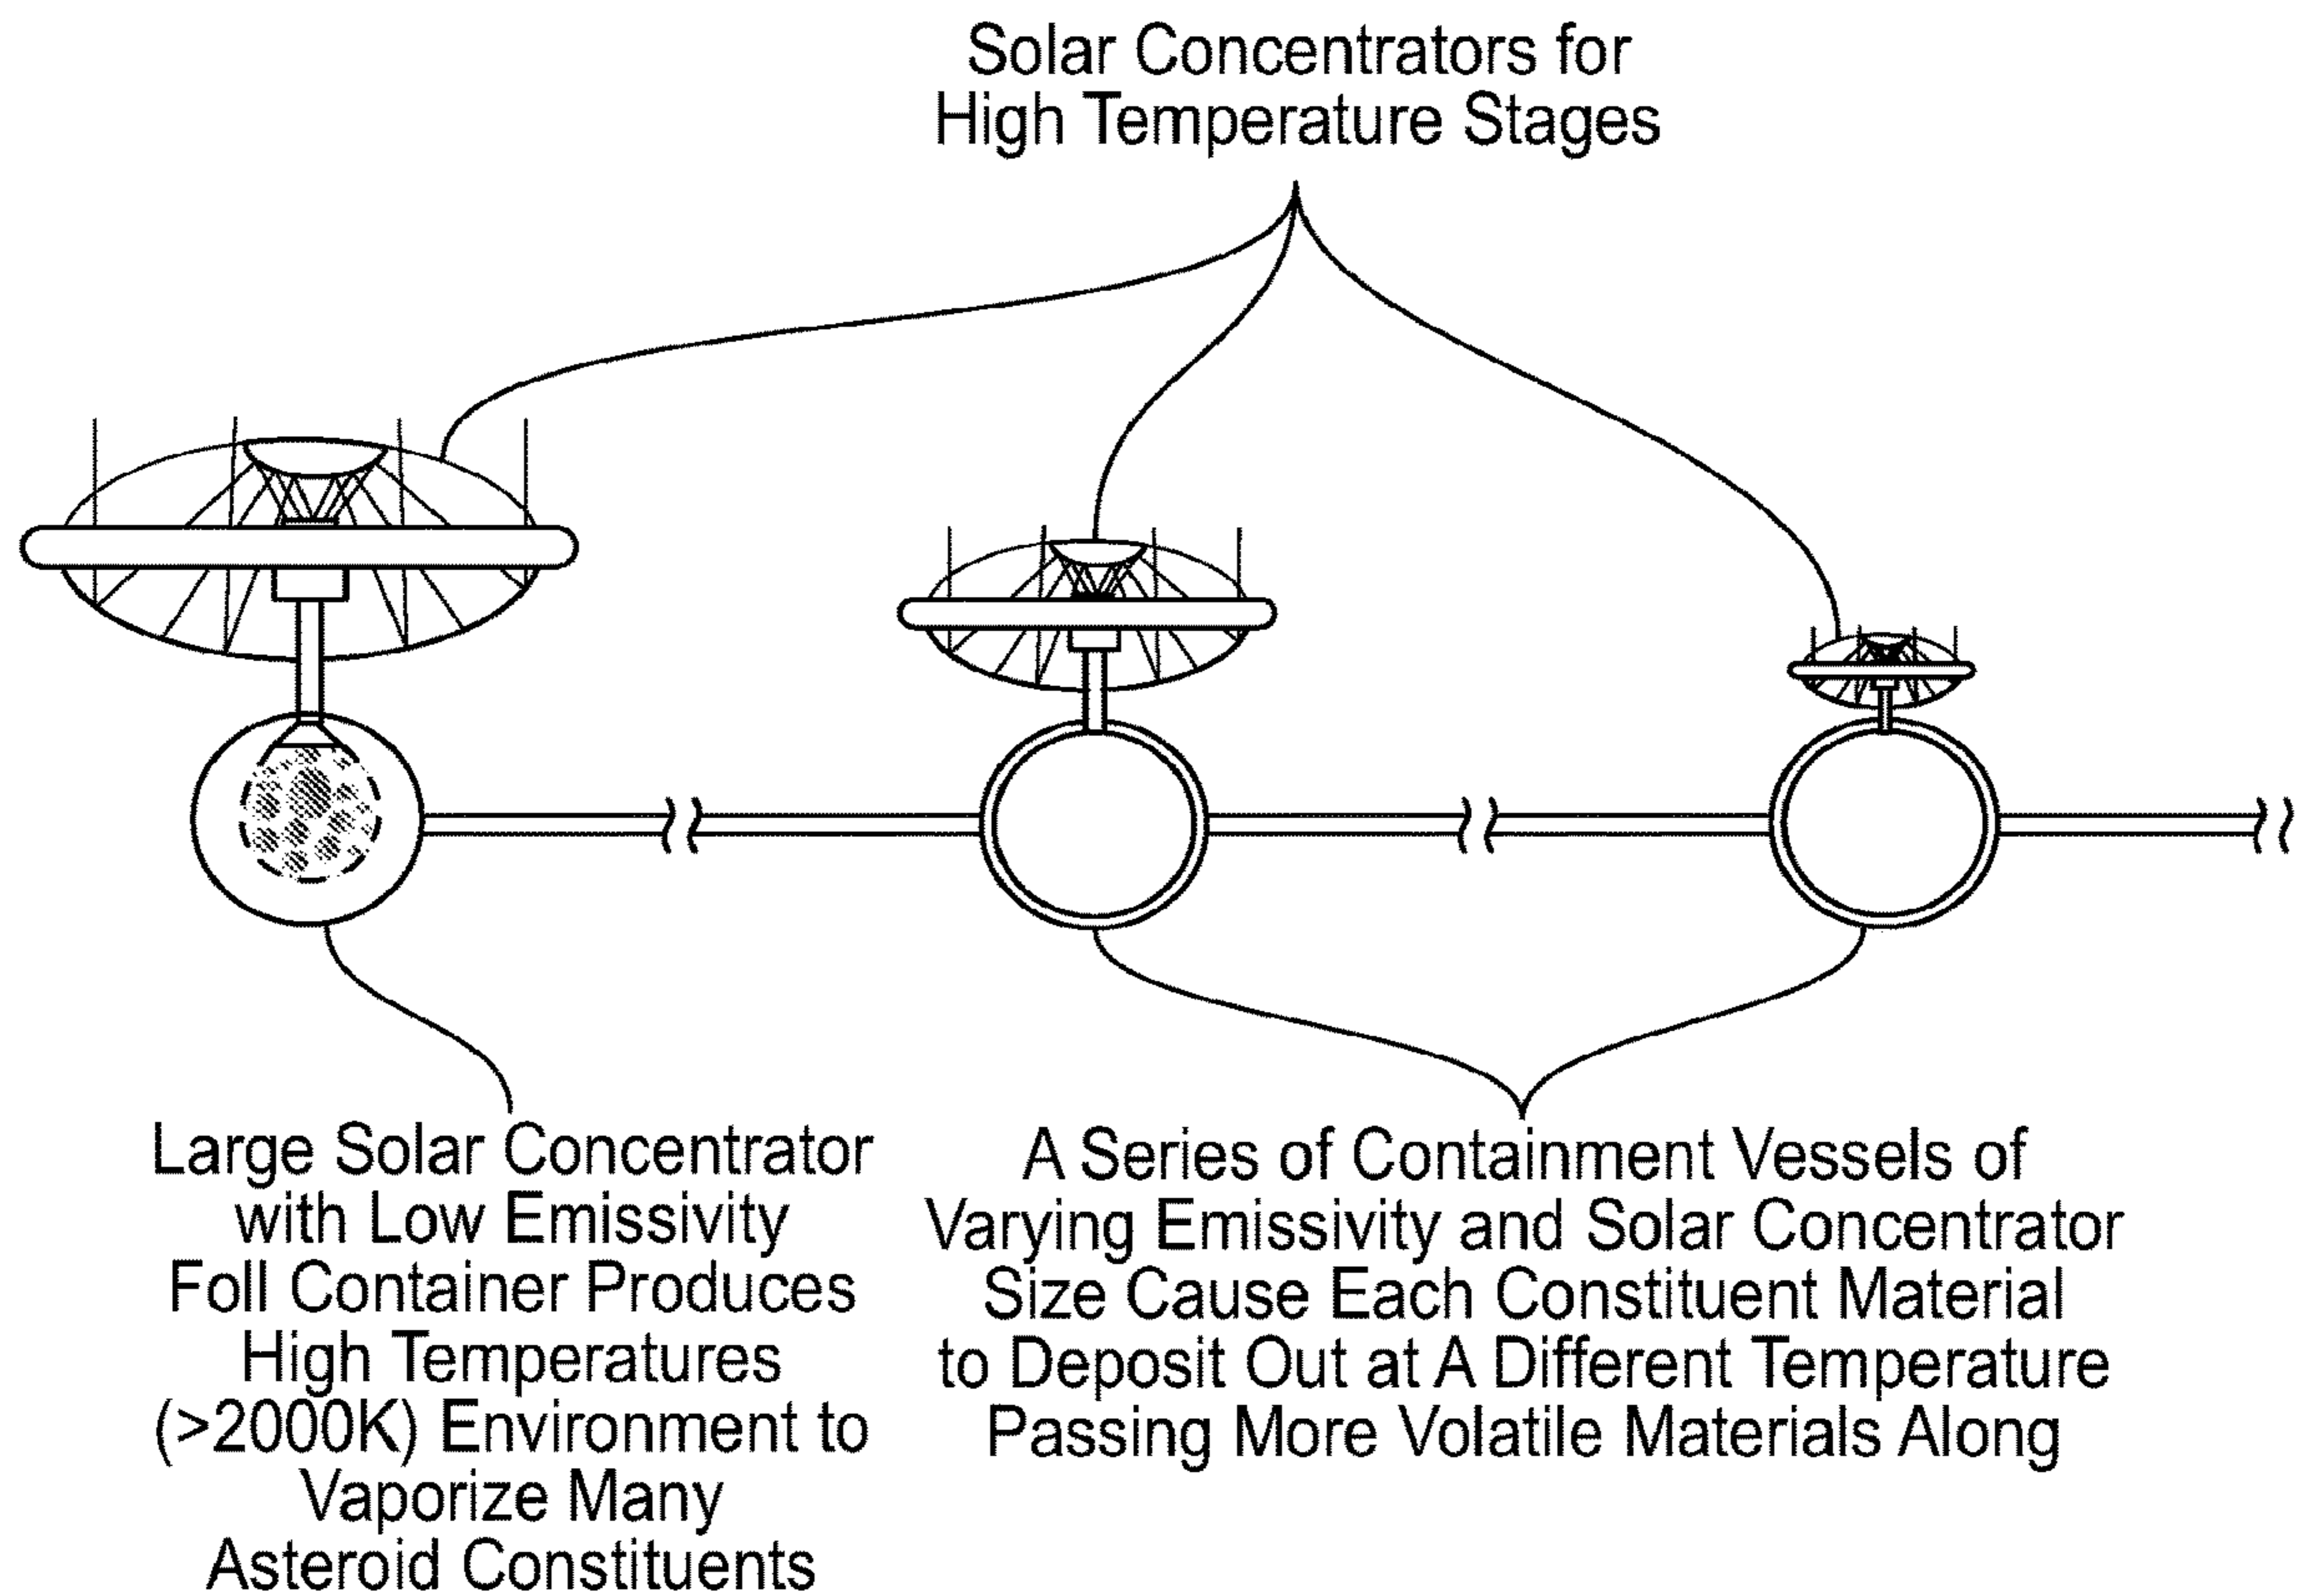 Solar Concentrators for
High Temperature Stages
Large Solar Concentrator
with Low Emissivity
Foll Container Produces
High Temperatures
(>2000K) Environment to
Vaporize Many
Asteroid Constituents
A Series of Containment Vessels of
Varying Emissivity and Solar Concentrator
Size Cause Each Constituent Material
to Deposit Out at A Different Temperature
Passing More Volatile Materials Along